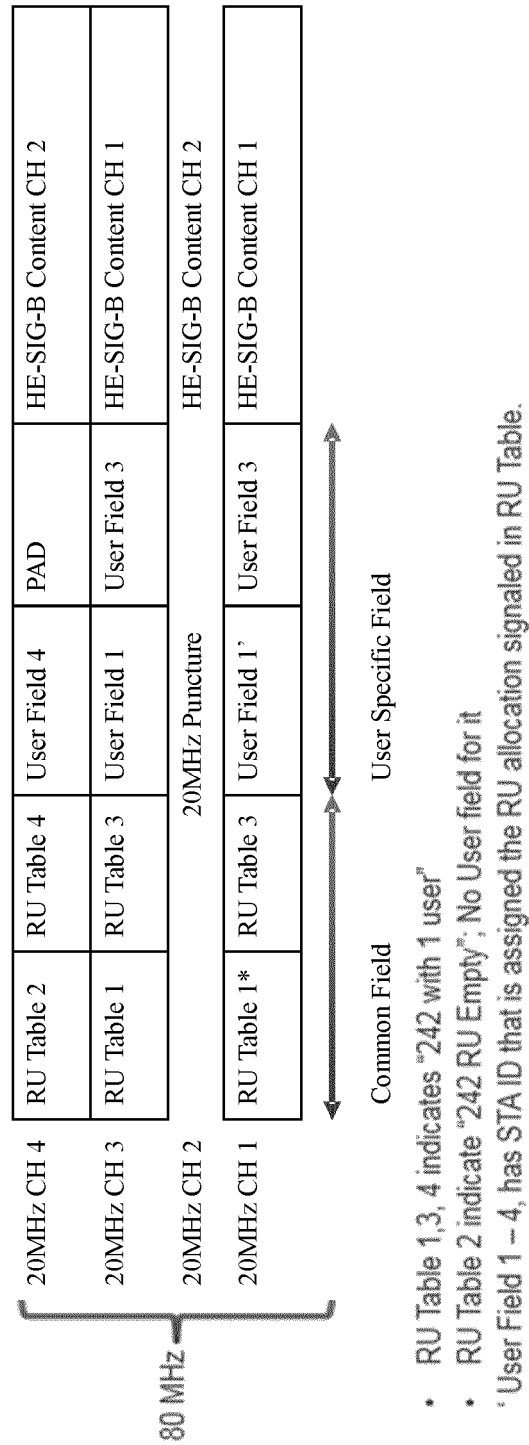 20MHz CH 4 RU Table 2 RU Table 4 User Field 4 PAD HE-SIG-B Content CH 2
20MHz CH 3 RU Table 1 RU Table 3 User Field 1 User Field 3 HE-SIG-B Content CH 1
20MHz CH 2 20MHz Puncture HE-SIG-B Content CH 2
20MHz CH 1 RU Table 1* RU Table 3 User Field 1’ User Field 3 HE-SIG-B Content CH 1
80 MHz
Common Field User Specific Field
• RU Table 1,3, 4 indicates “242 with 1 user”
• RU Table 2 indicate “242 RU Empty”; No User field for it
' User Field 1 – 4, has STA ID that is assigned the RU allocation signaled in RU Table.